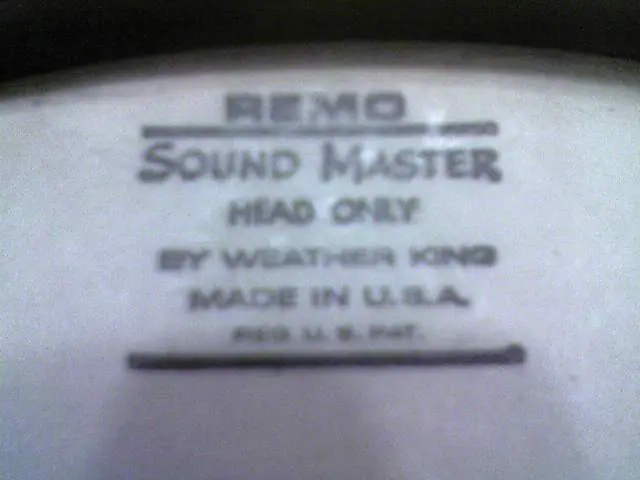 REMO
SOUND MASTER
HEAD ONLY
BY WEATHER KING
MADE IN U.S.A.
REG. U. S. PAT.